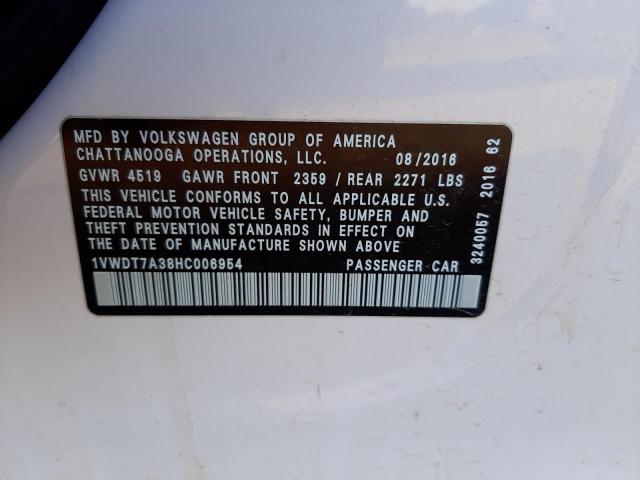 MFD BY VOLKSWAGEN GROUP OF AMERICA
CHATTANOOGA OPERATIONS, LLC. 08/2016
GVWR 4519 GAWR FRONT 2359 / REAR 2271 LBS
THIS VEHICLE CONFORMS TO ALL APPLICABLE U.S.
FEDERAL MOTOR VEHICLE SAFETY, BUMPER AND
THEFT PREVENTION STANDARDS IN EFFECT ON
THE DATE OF MANUFACTURE SHOWN ABOVE
1VWDT7A38HC006954 PASSENGER CAR
3240057 2016 62